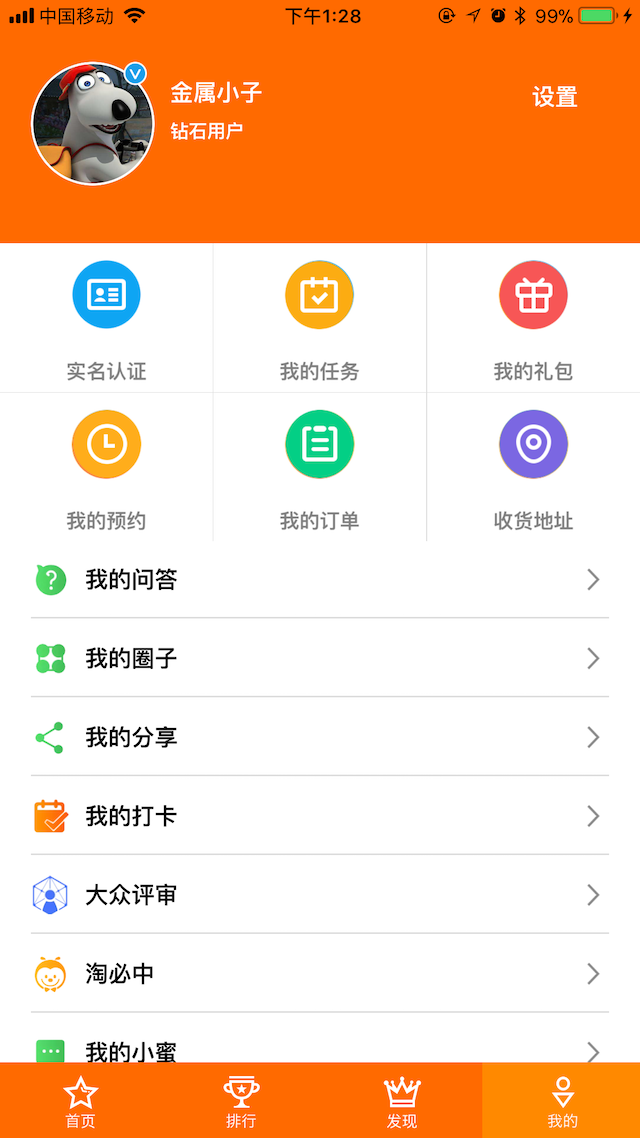 中国移动 下午1:28 99%
金属小子
设置
钻石用户
实名认证 我的任务 我的礼包
我的预约 我的订单 收货地址
我的问答
我的圈子
我的分享
我的打卡
大众评审
淘必中
我的小蜜
首页 排行 发现 我的